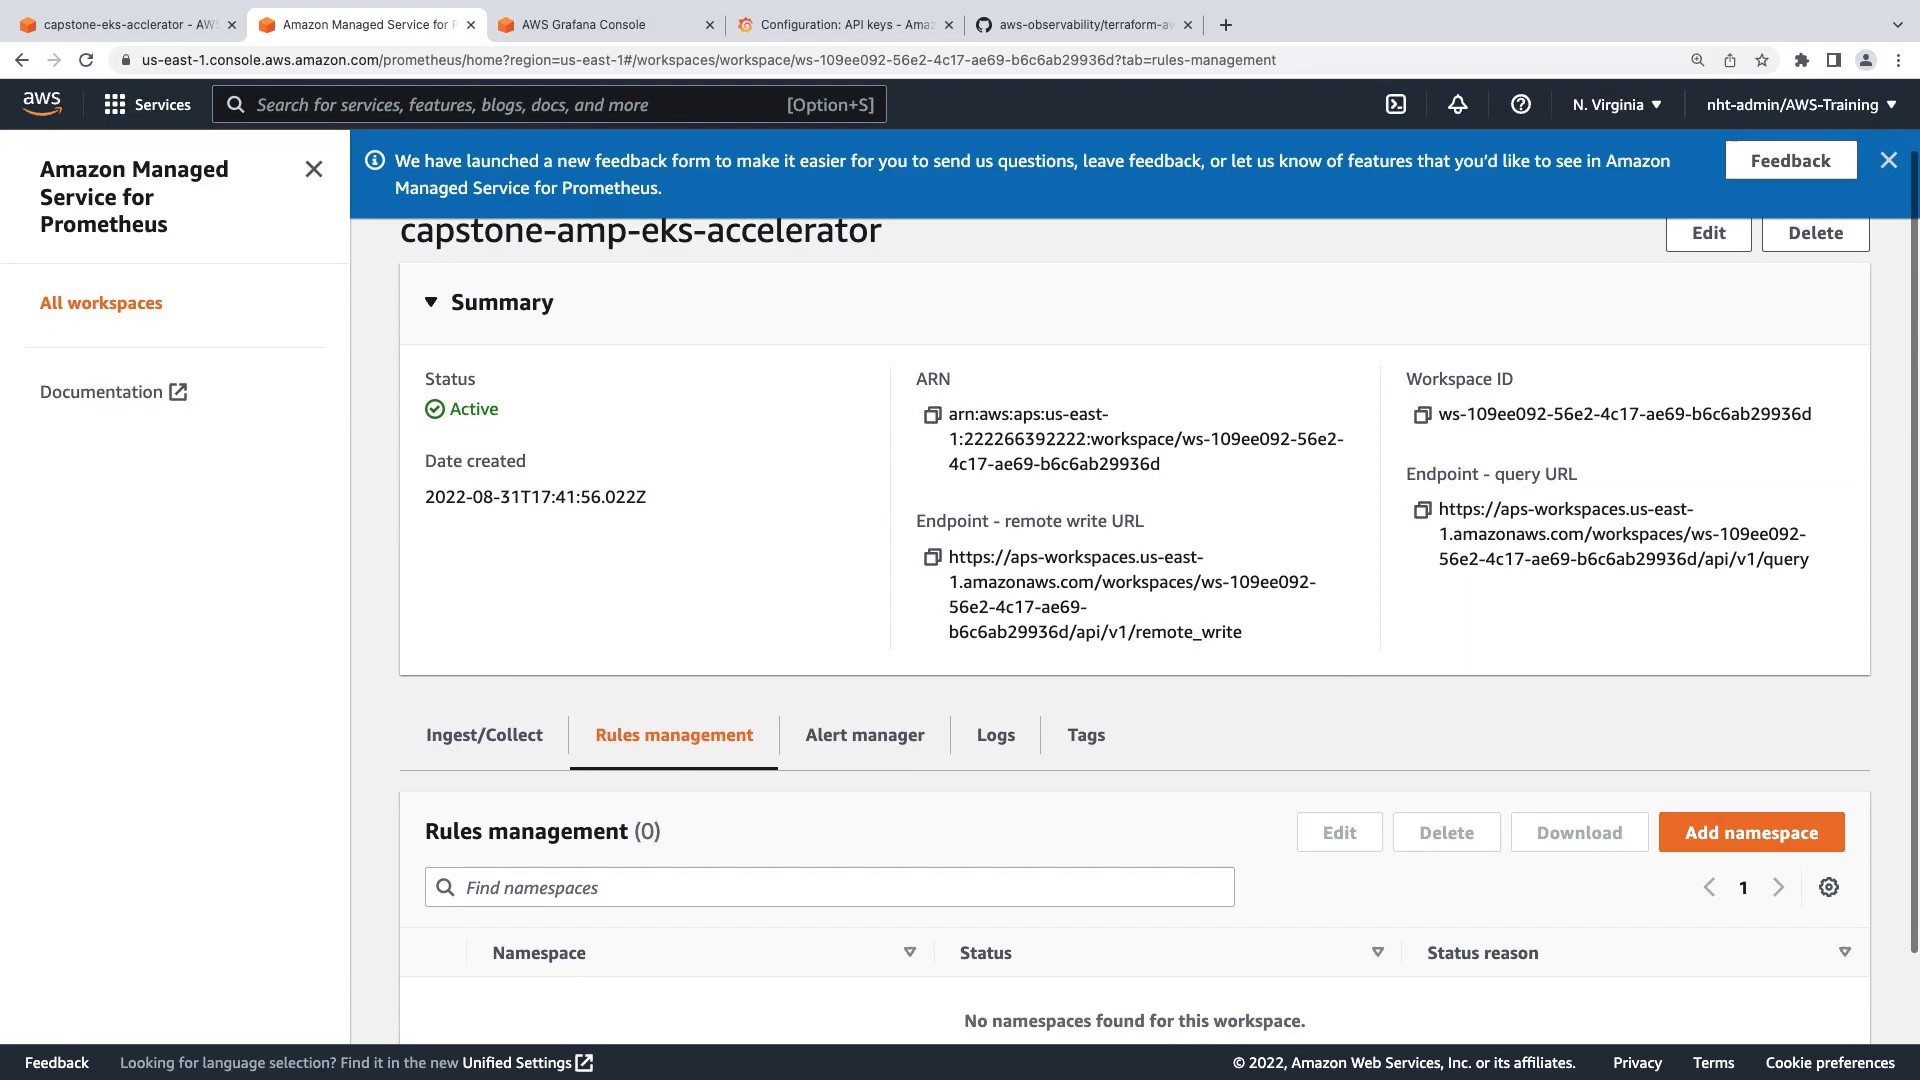 capstone-eks-acclerator - AWS
Amazon Managed Service for P
AWS Grafana Console
Configuration: API keys - Amaz
aws-observability/terraform-aw
us-east-1.console.aws.amazon.com/prometheus/home?region=us-east-1#/workspaces/workspace/ws-109ee092-56e2-4c17-ae69-b6c6ab29936d?tab=rules-management
aws
Services
Search for services, features, blogs, docs, and more
[Option+S]
N. Virginia
nht-admin/AWS-Training
Amazon Managed
Service for
Prometheus
All workspaces
Documentation
We have launched a new feedback form to make it easier for you to send us questions, leave feedback, or let us know of features that you'd like to see in Amazon
Managed Service for Prometheus.
Feedback
capstone-amp-eks-accelerator
Edit
Delete
Summary
Status
Active
Date created
2022-08-31T17:41:56.022Z
ARN
arn:aws:aps:us-east-
1:222266392222:workspace/ws-109ee092-56e2-
4c17-ae69-b6c6ab29936d
Endpoint - remote write URL
https://aps-workspaces.us-east-
1.amazonaws.com/workspaces/ws-109ee092-
56e2-4c17-ae69-
b6c6ab29936d/api/v1/remote_write
Workspace ID
ws-109ee092-56e2-4c17-ae69-b6c6ab29936d
Endpoint - query URL
https://aps-workspaces.us-east-
1.amazonaws.com/workspaces/ws-109ee092-
56e2-4c17-ae69-b6c6ab29936d/api/v1/query
Ingest/Collect
Rules management
Alert manager
Logs
Tags
Rules management (0)
Edit
Delete
Download
Add namespace
Find namespaces
1
Namespace
Status
Status reason
No namespaces found for this workspace.
Feedback
Looking for language selection? Find it in the new Unified Settings
© 2022, Amazon Web Services, Inc. or its affiliates.
Privacy
Terms
Cookie preferences